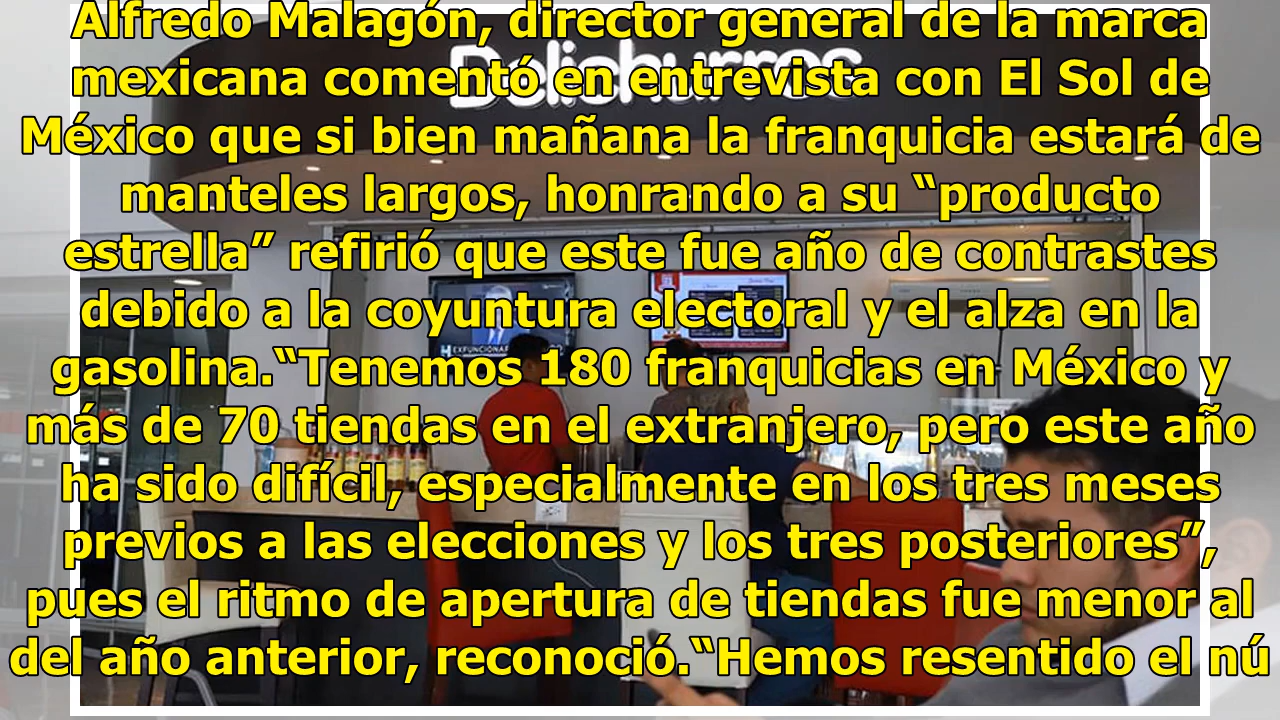 Alfredo Malagón, director general de la marca
Delichurros
mexicana comentó en entrevista con El Sol de
México que si bien mañana la franquicia estará de
manteles largos, honrando a su “producto
estrella” refirió que este fue año de contrastes
debido a la coyuntura electoral y el alza en la
gasolina.“Tenemos 180 franquicias en México y
más de 70 tiendas en el extranjero, pero este año
ha sido difícil, especialmente en los tres meses
previos a las elecciones y los tres posteriores”,
pues el ritmo de apertura de tiendas fue menor al
del año anterior, reconoció.“Hemos resentido el nú